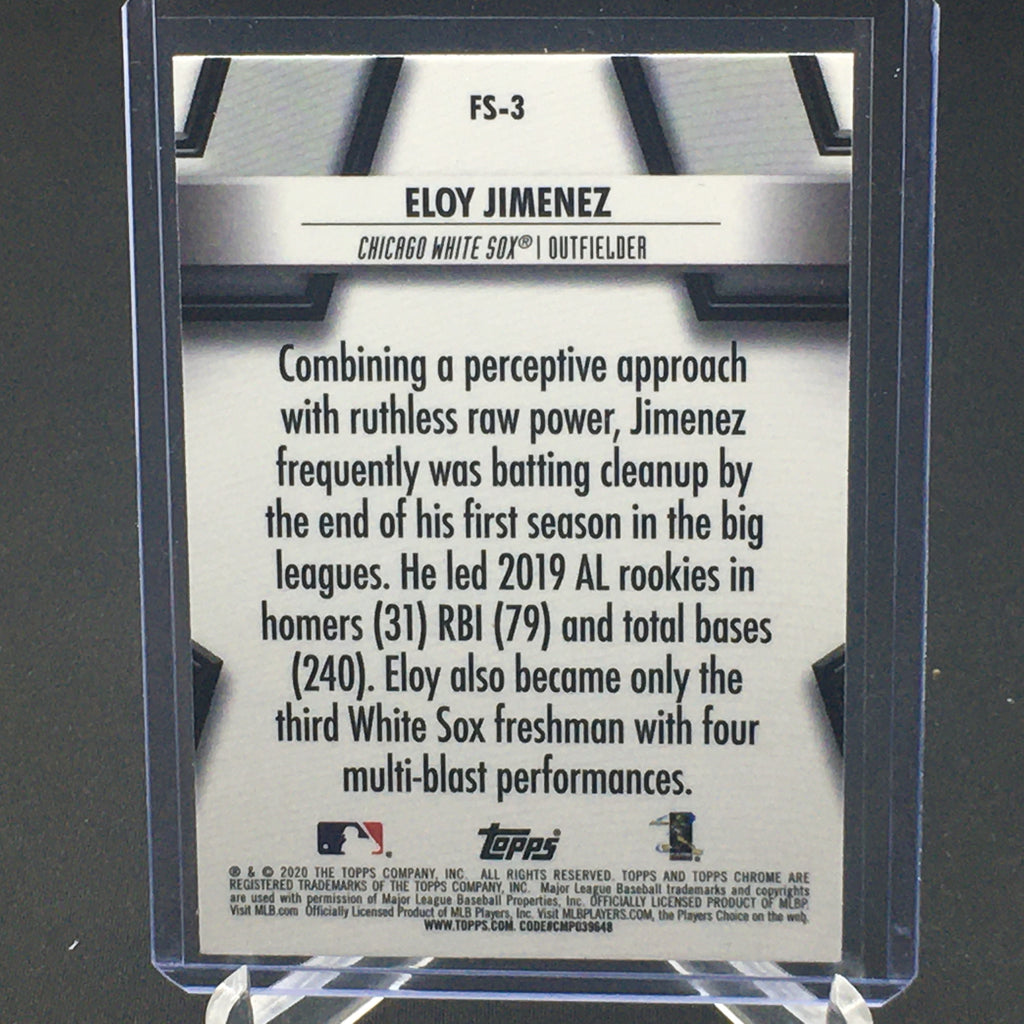 FS-3
ELOY JIMENEZ
CHICAGO WHITE SOX® | OUTFIELDER
Combining a perceptive approach
with ruthless raw power, Jimenez
frequently was batting cleanup by
the end of his first season in the big
leagues. He led 2019 AL rookies in
homers (31) RBI (79) and total bases
(240). Eloy also became only the
third White Sox freshman with four
multi-blast performances.
topps®
® & © 2020 THE TOPPS COMPANY, INC. ALL RIGHTS RESERVED. TOPPS AND TOPPS CHROME ARE
REGISTERED TRADEMARKS OF THE TOPPS COMPANY, INC. Major League Baseball trademarks and copyrights
are used with permission of Major League Baseball Properties, Inc. OFFICIALLY LICENSED PRODUCT OF MLBP.
Visit MLB.com Officially Licensed Product of MLB Players, Inc. Visit MLBPLAYERS.COM, the Players Choice on the web.
WWW.TOPPS.COM. CODE#CMP039648